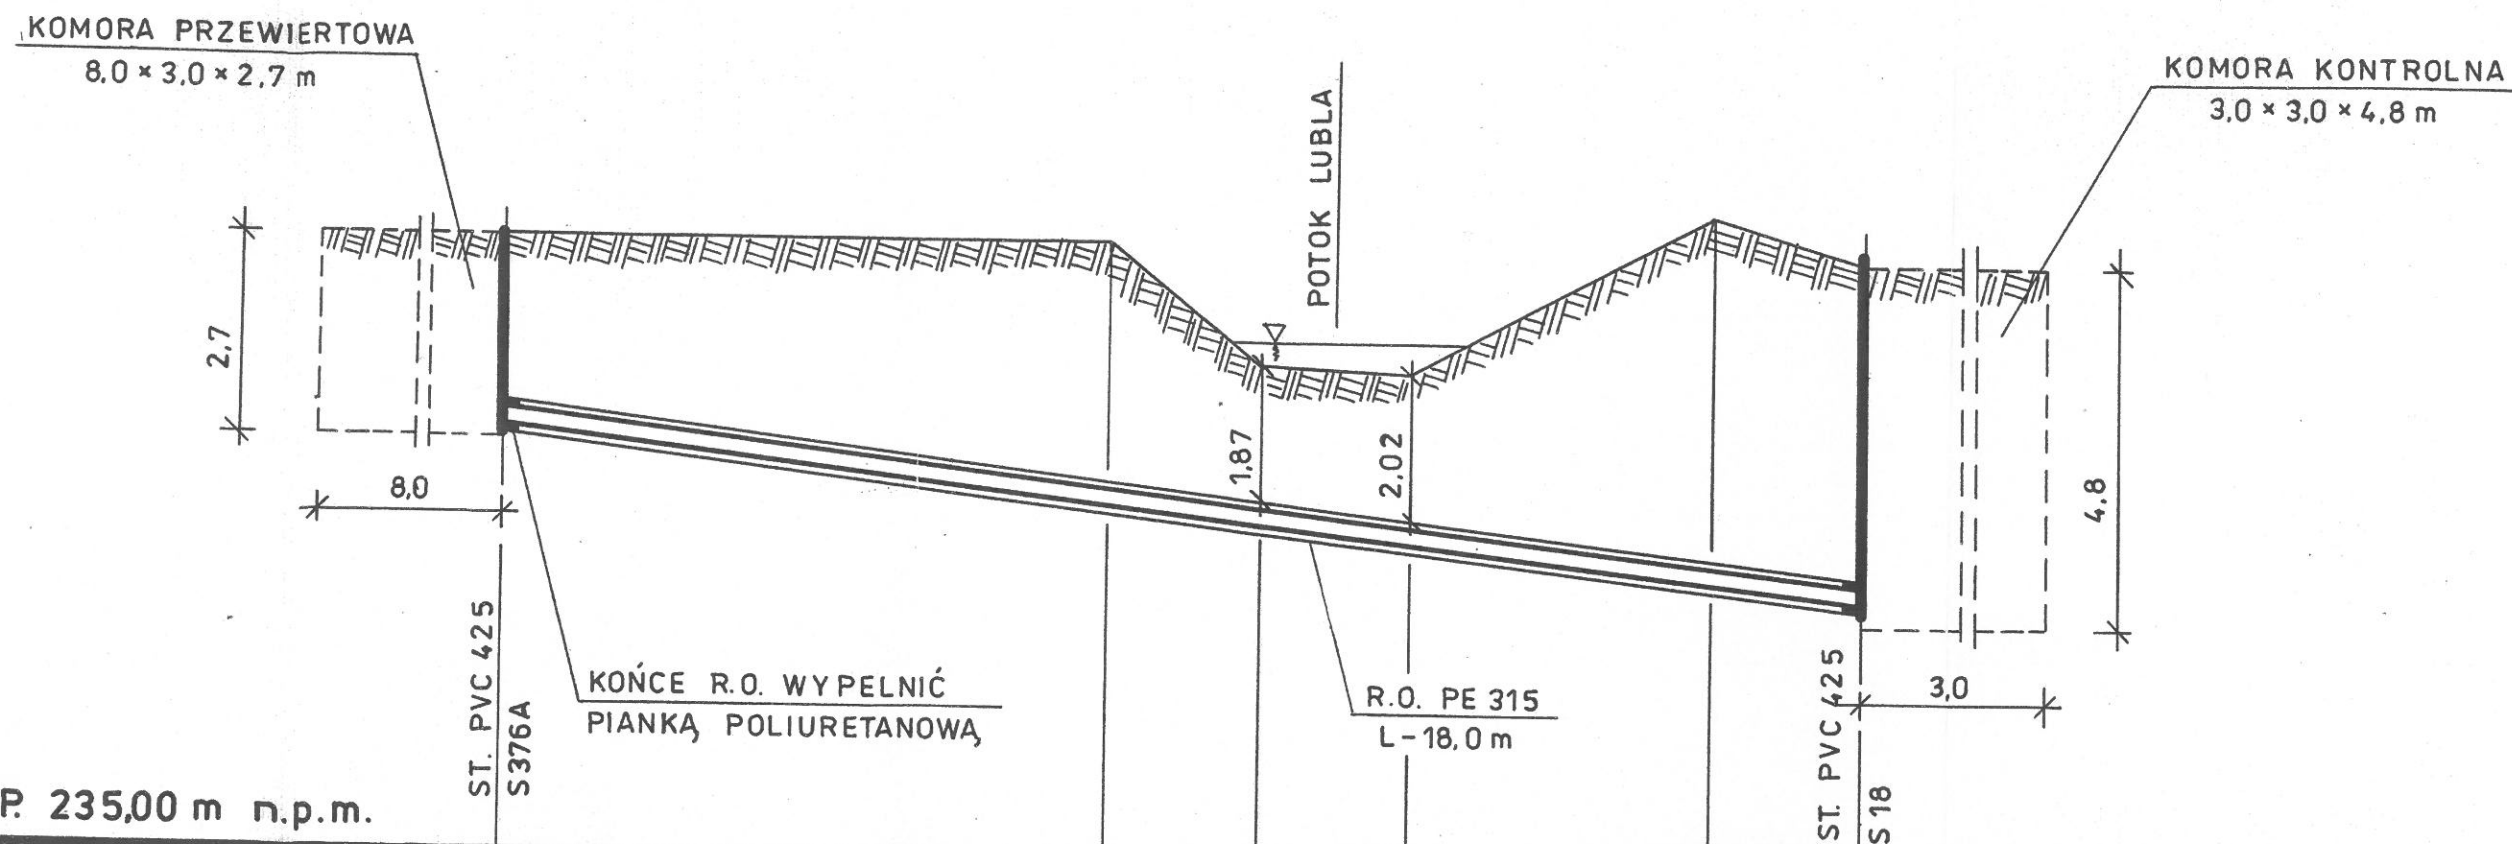 KOMORA PRZEWIERTOWA
8,0 × 3,0 × 2,7 m
KOMORA KONTROLNA
3,0 × 3,0 × 4,8 m
POTOK LUBLA
2,7
8,0
1,87
2,02
4,8
3,0
ST. PVC 425
S 376A
KOŃCE R.O. WYPELNIĆ
PIANKĄ POLIURETANOWĄ
R.O. PE 315
L-18,0 m
ST. PVC 425
S 18
P. 235,00 m n.p.m.